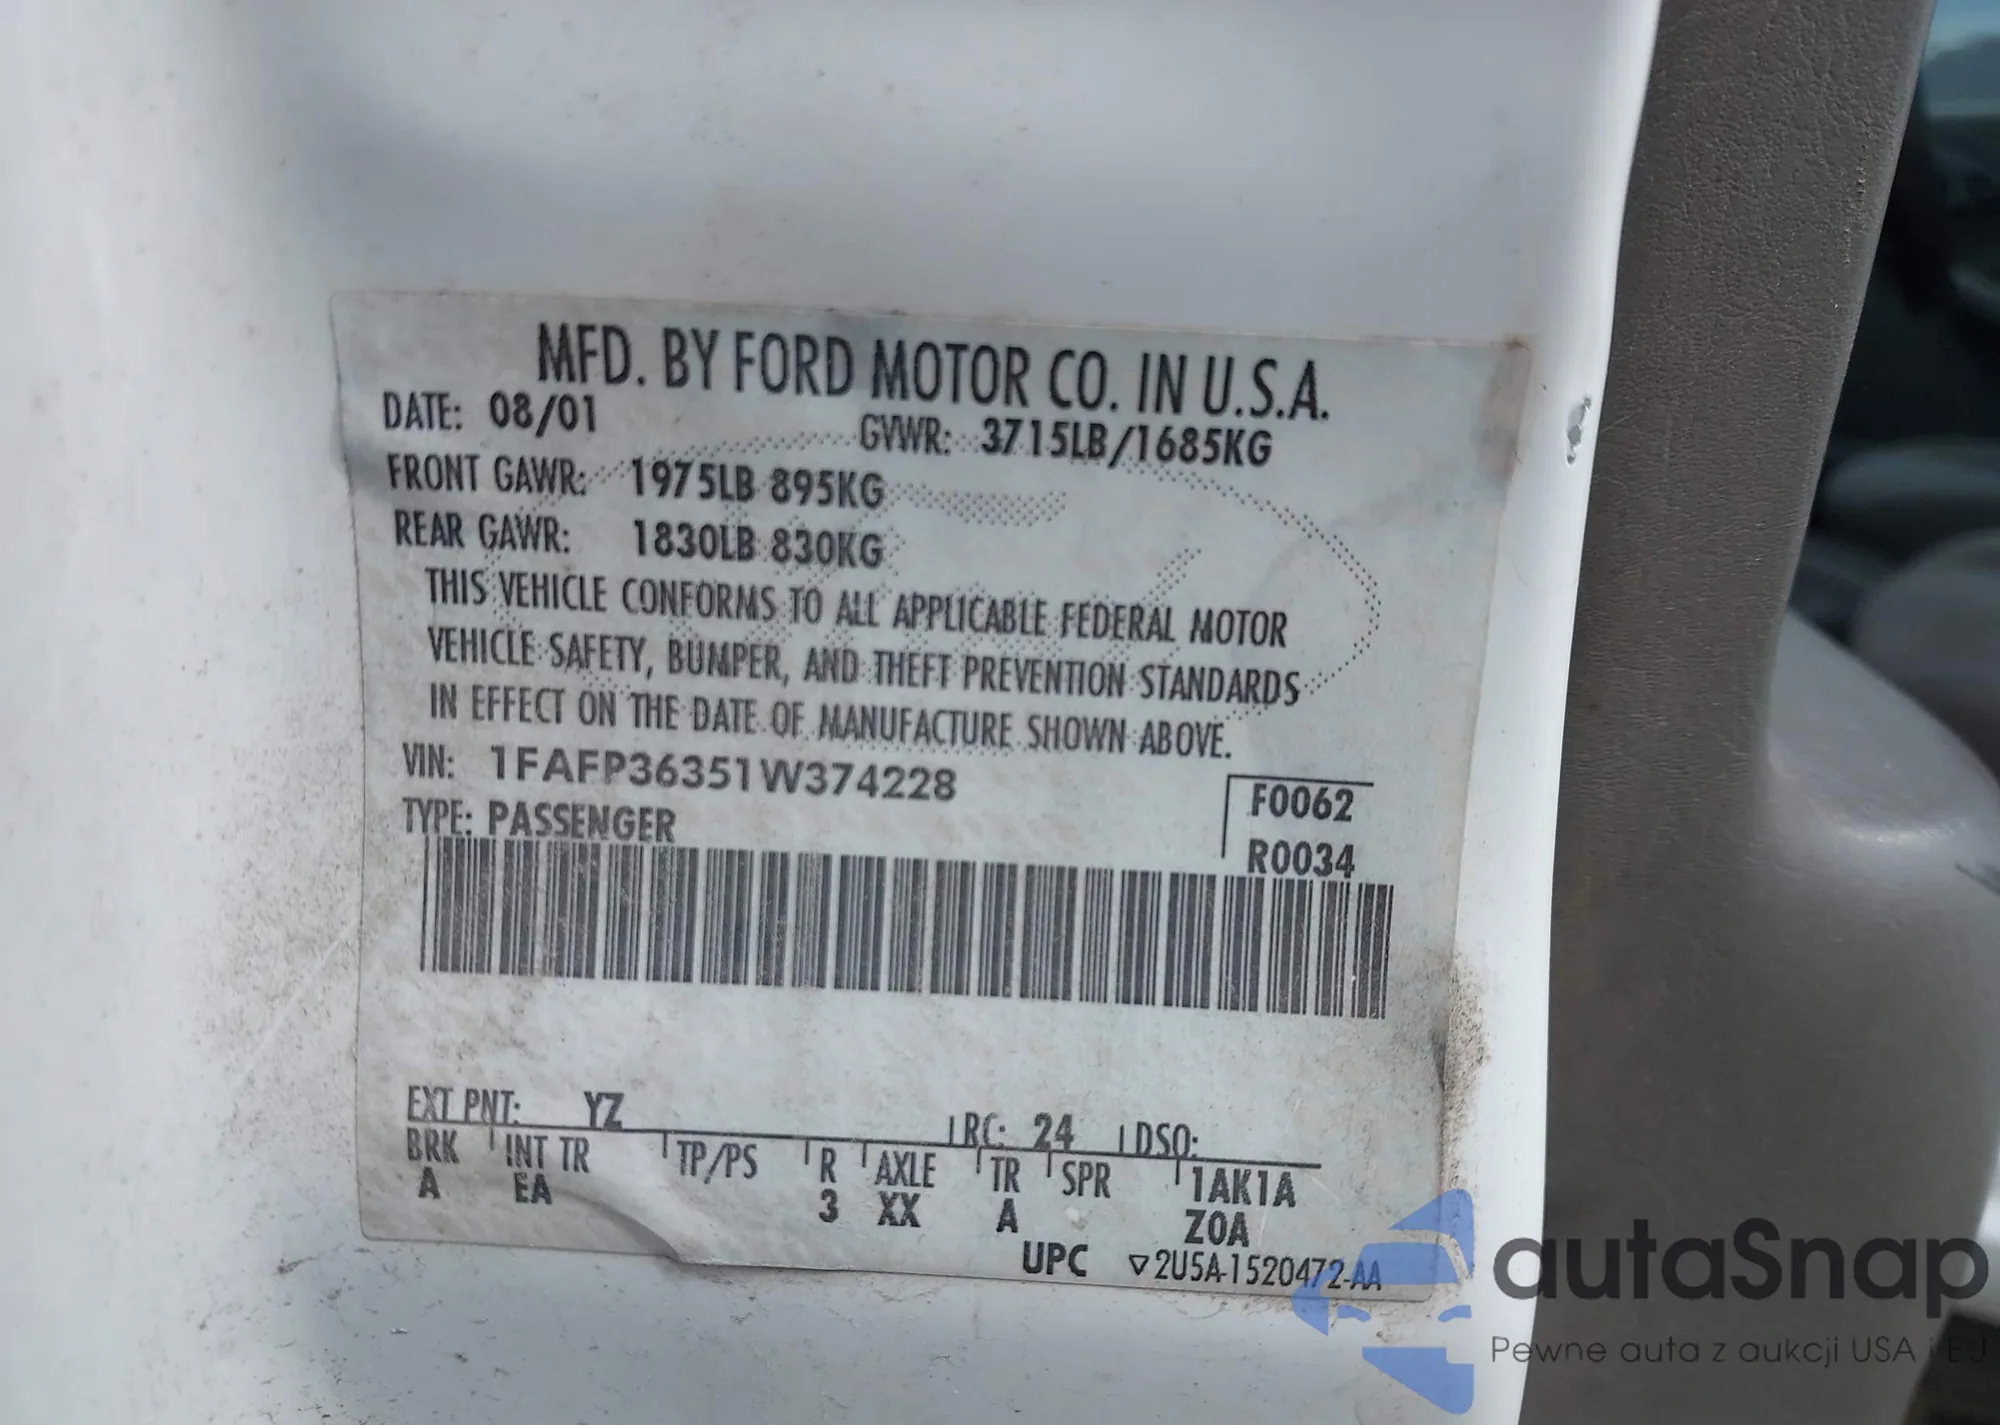 MFD. BY FORD MOTOR CO. IN U.S.A.
DATE: 08/01 GVWR: 3715LB/1685KG
FRONT GAWR: 1975LB 895KG
REAR GAWR: 1830LB 830KG
THIS VEHICLE CONFORMS TO ALL APPLICABLE FEDERAL MOTOR
VEHICLE SAFETY, BUMPER, AND THEFT PREVENTION STANDARDS
IN EFFECT ON THE DATE OF MANUFACTURE SHOWN ABOVE.
VIN: 1FAFP36351W374228
F0062
TYPE: PASSENGER
R0034
EXT PNT: YZ RC: 24 DSO:
BRK INT TR TP/PS R AXLE TR SPR 1AK1A
A EA 3 XX A Z0A
UPC ▽2U5A-1520472-AA
autaSnap
Pewne auta z aukcji USA i EU